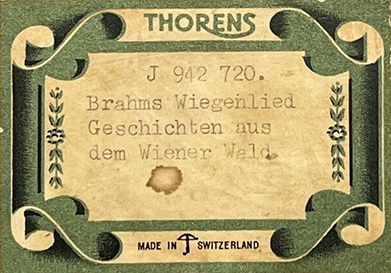 THORENS
J 942 720.
Brahms Wiegenlied
Geschichten aus
dem Wiener Wald.
MADE IN SWITZERLAND